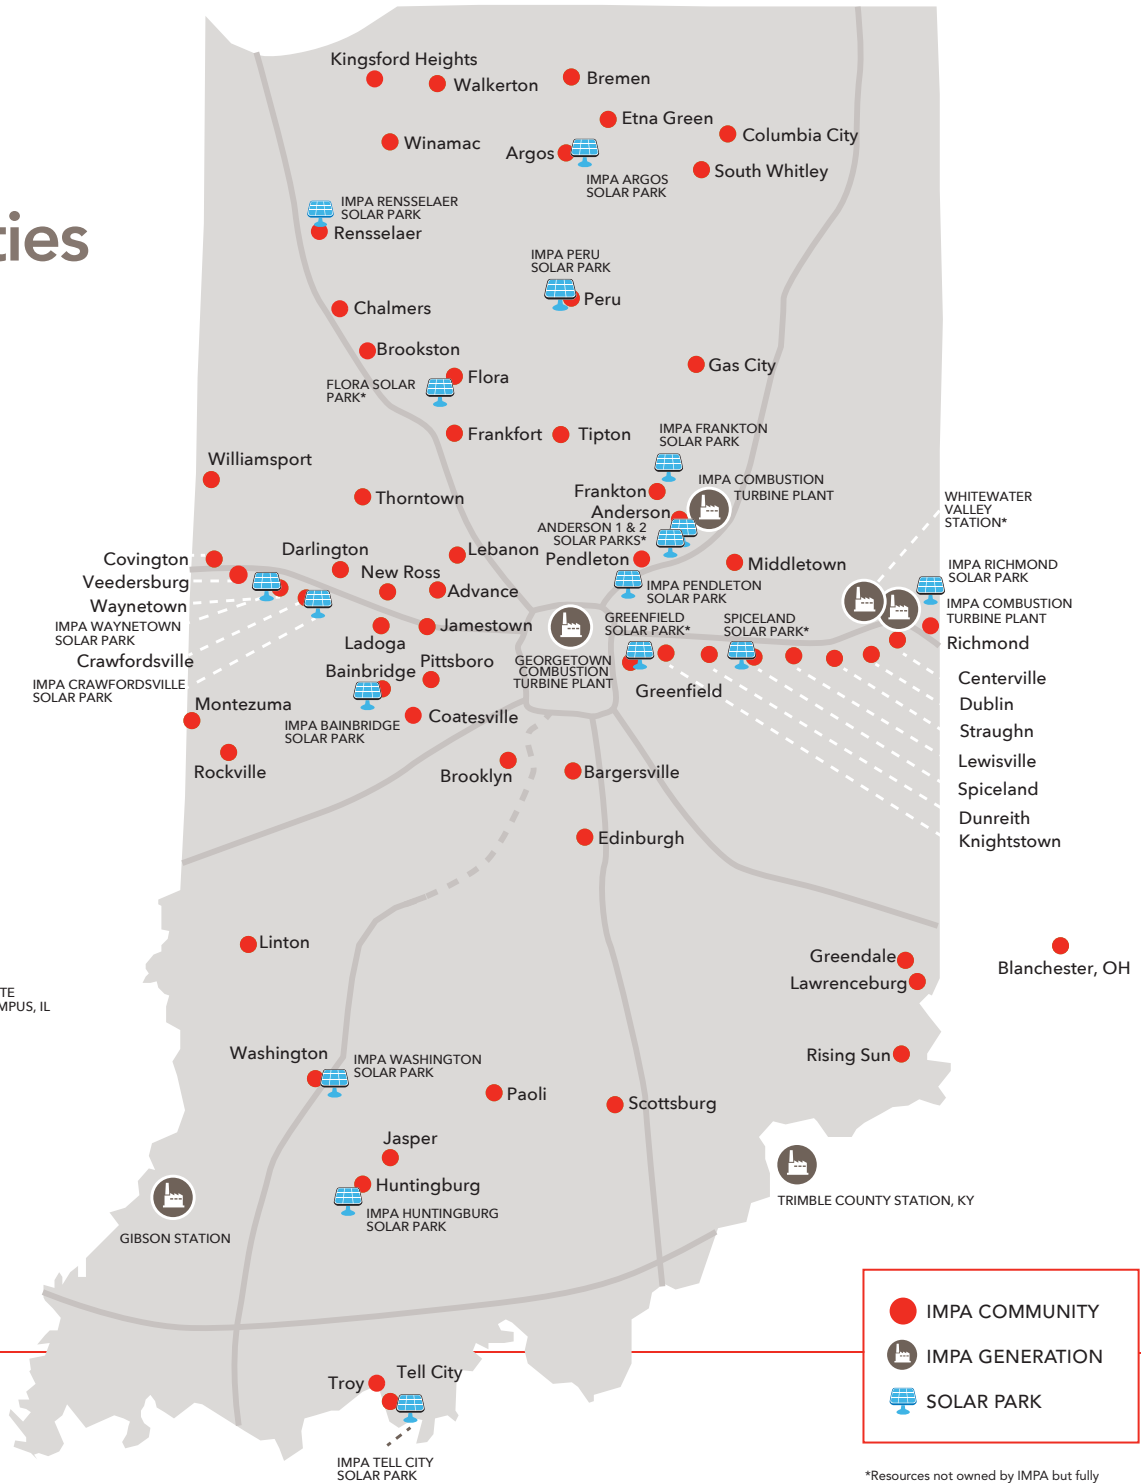 Kingsford Heights
Walkerton
Bremen
Etna Green
Columbia City
Winamac
Argos
South Whitley
IMPA ARGOS
SOLAR PARK
IMPA RENSSELAER
SOLAR PARK
Rensselaer
ties
IMPA PERU
SOLAR PARK
Peru
Chalmers
Brookston
Gas City
Flora
FLORA SOLAR
PARK*
Frankfort
Tipton
IMPA FRANKTON
SOLAR PARK
Williamsport
Thorntown
Frankton
IMPA COMBUSTION
TURBINE PLANT
Anderson
ANDERSON 1 & 2
SOLAR PARKS*
WHITEWATER
VALLEY
STATION*
Covington
Darlington
Lebanon
Pendleton
Middletown
Veedersburg
New Ross
Advance
IMPA PENDLETON
SOLAR PARK
IMPA RICHMOND
SOLAR PARK
Waynetown
IMPA WAYNETOWN
SOLAR PARK
Jamestown
GREENFIELD
SOLAR PARK*
SPICELAND
SOLAR PARK*
IMPA COMBUSTION
TURBINE PLANT
Ladoga
Richmond
Crawfordsville
Bainbridge
Pittsboro
GEORGETOWN
COMBUSTION
TURBINE PLANT
IMPA CRAWFORDSVILLE
SOLAR PARK
Greenfield
Centerville
Montezuma
IMPA BAINBRIDGE
SOLAR PARK
Coatesville
Dublin
Straughn
Rockville
Brooklyn
Bargersville
Lewisville
Spiceland
Dunreith
Edinburgh
Knightstown
Linton
Greendale
Lawrenceburg
Blanchester, OH
TE
MPUS, IL
Washington
IMPA WASHINGTON
SOLAR PARK
Rising Sun
Paoli
Scottsburg
Jasper
Huntingburg
IMPA HUNTINGBURG
SOLAR PARK
TRIMBLE COUNTY STATION, KY
GIBSON STATION
IMPA COMMUNITY
IMPA GENERATION
SOLAR PARK
Tell City
Troy
IMPA TELL CITY
SOLAR PARK
*Resources not owned by IMPA but fully